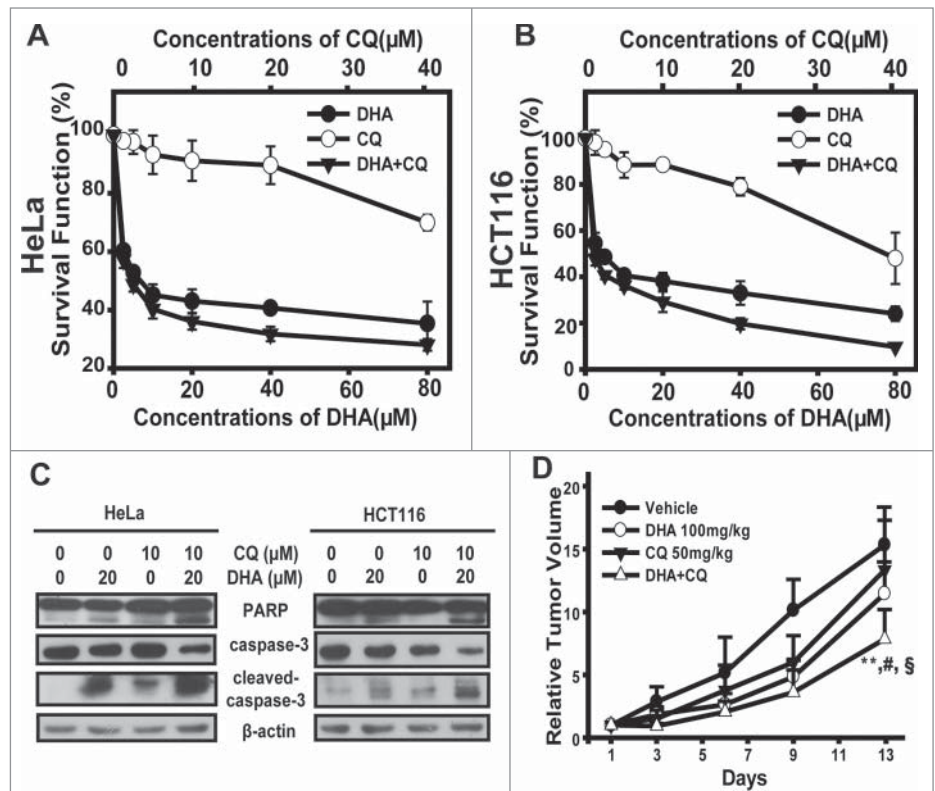 A
Concentrations of CQ(µM)
0 10 20 30 40
HeLa
Survival Function (%)
100
80
60
40
20
DHA
CQ
DHA+CQ
0 20 40 60 80
Concentrations of DHA(µM)
B
Concentrations of CQ(µM)
0 10 20 30 40
HCT116
Survival Function (%)
100
80
60
40
20
0
DHA
CQ
DHA+CQ
0 20 40 60 80
Concentrations of DHA(µM)
C
HeLa HCT116
0 0 10 10 CQ (µM) 0 0 10 10
0 20 0 20 DHA (µM) 0 20 0 20
PARP
caspase-3
cleaved-
caspase-3
β-actin
D
Relative Tumor Volume
20
15
10
5
0
Vehicle
DHA 100mg/kg
CQ 50mg/kg
DHA+CQ
**,#, §
1 3 5 7 9 11 13
Days